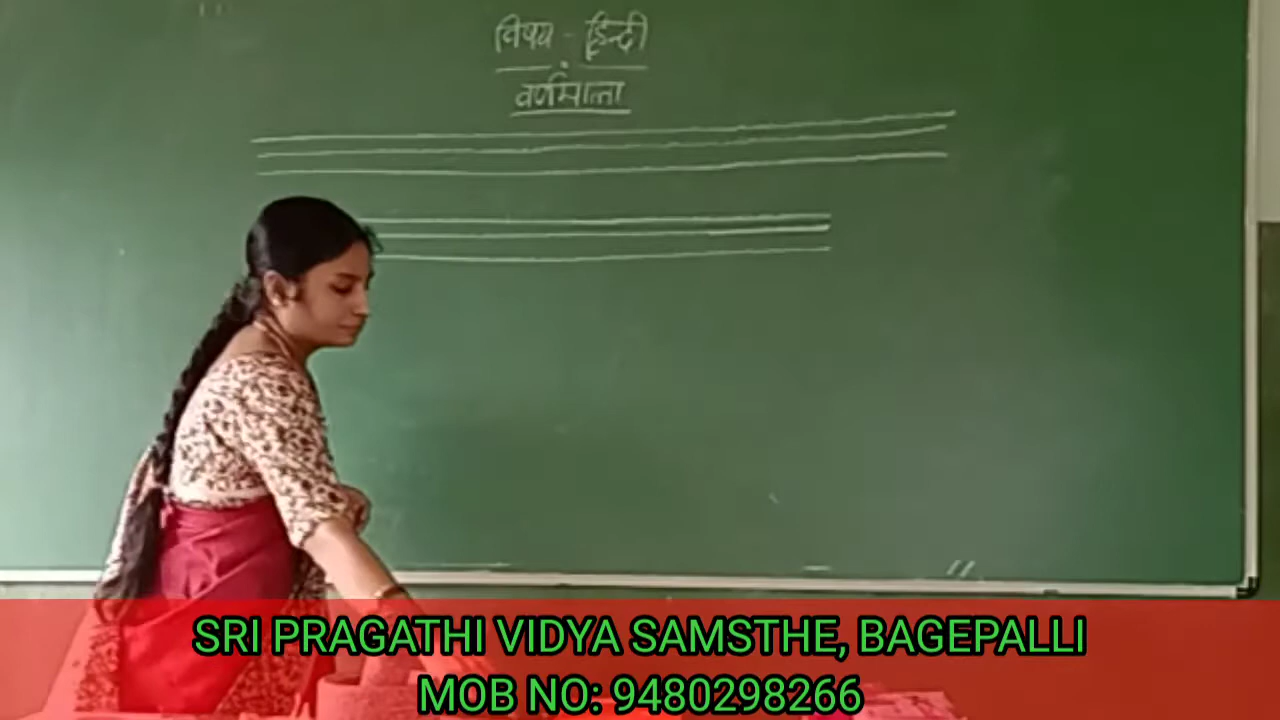 विषय - हिन्दी
वर्णमाला
SRI PRAGATHI VIDYA SAMSTHE, BAGEPALLI
MOB NO: 9480298266